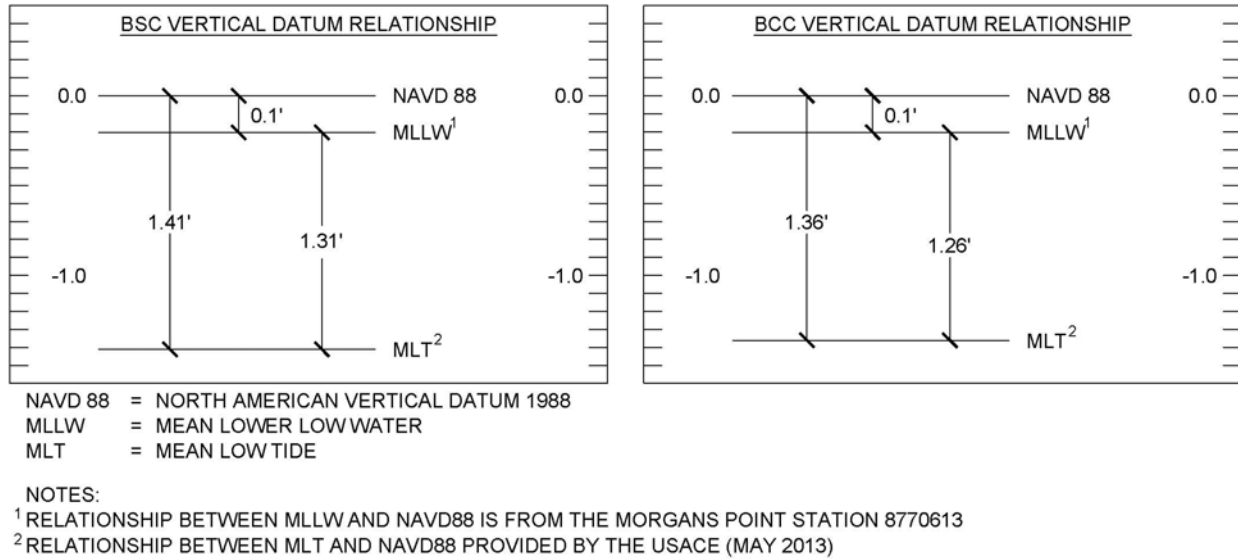 BSC VERTICAL DATUM RELATIONSHIP
0.0
NAVD 88
0.0
0.1'
MLLW¹
1.41'
1.31'
-1.0
-1.0
MLT²
BCC VERTICAL DATUM RELATIONSHIP
0.0
NAVD 88
0.0
0.1'
MLLW¹
1.36'
1.26'
-1.0
-1.0
MLT²
NAVD 88 = NORTH AMERICAN VERTICAL DATUM 1988
MLLW = MEAN LOWER LOW WATER
MLT = MEAN LOW TIDE
NOTES:
¹ RELATIONSHIP BETWEEN MLLW AND NAVD88 IS FROM THE MORGANS POINT STATION 8770613
² RELATIONSHIP BETWEEN MLT AND NAVD88 PROVIDED BY THE USACE (MAY 2013)